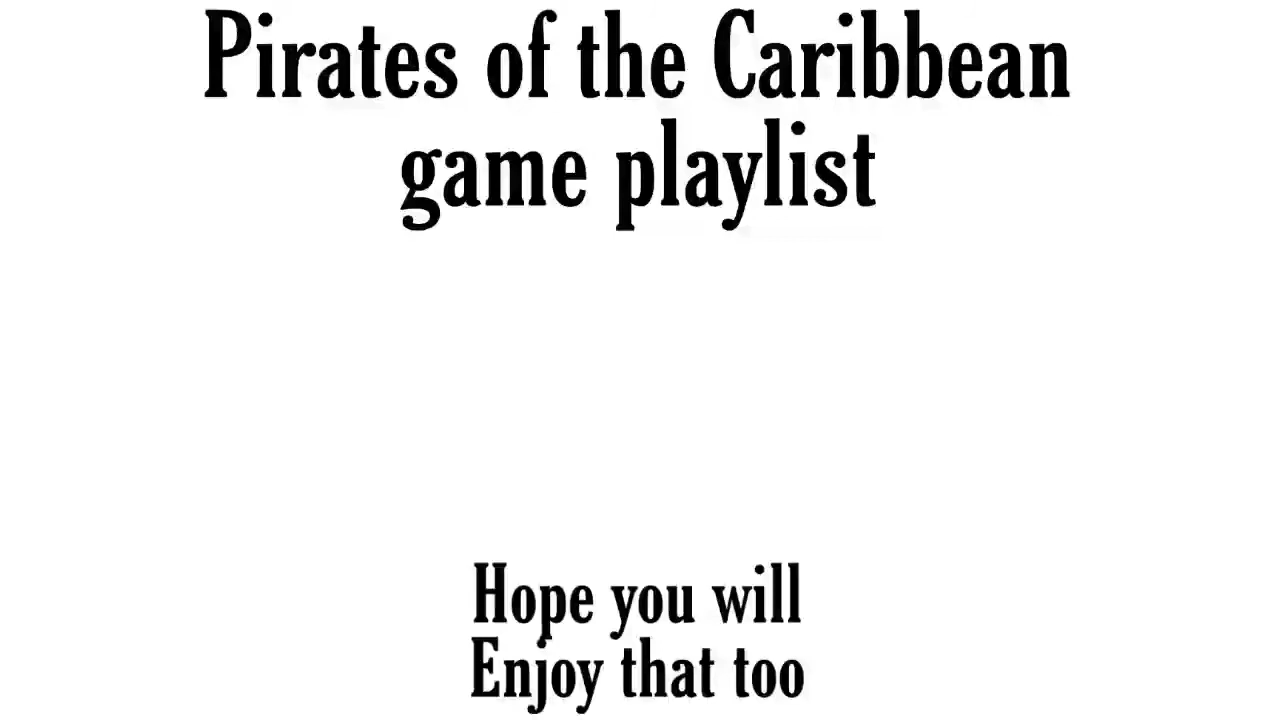 Pirates of the Caribbean
game playlist
Hope you will
Enjoy that too